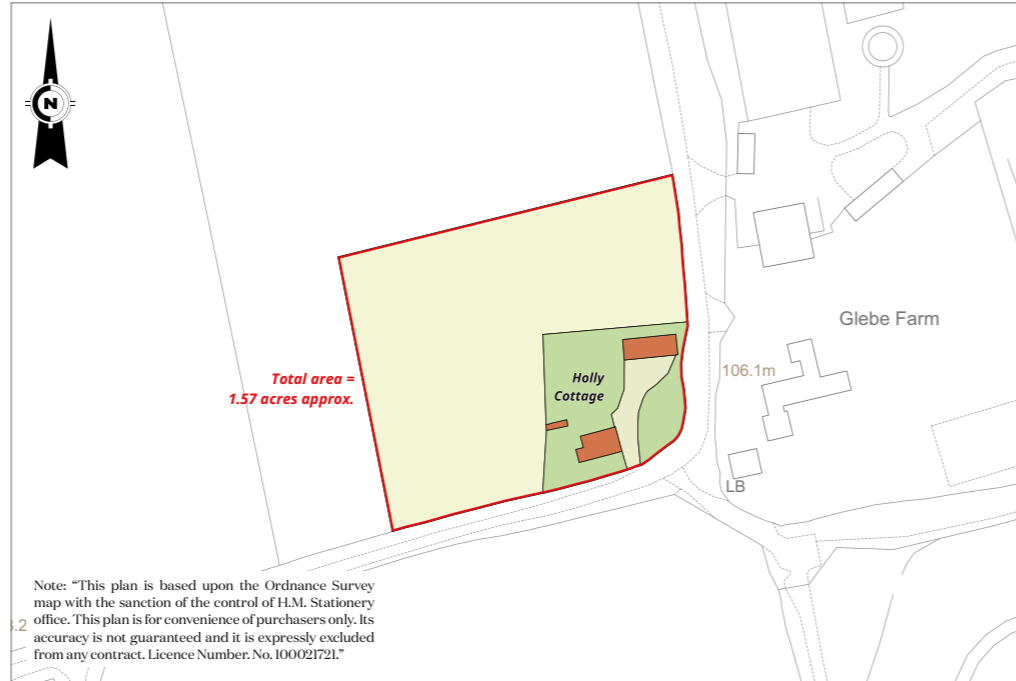 N
Glebe Farm
106.1m
Total area =
1.57 acres approx.
Holly
Cottage
LB
Note: “This plan is based upon the Ordnance Survey
map with the sanction of the control of H.M. Stationery
office. This plan is for convenience of purchasers only. Its
accuracy is not guaranteed and it is expressly excluded
from any contract. Licence Number. No. 100021721.”